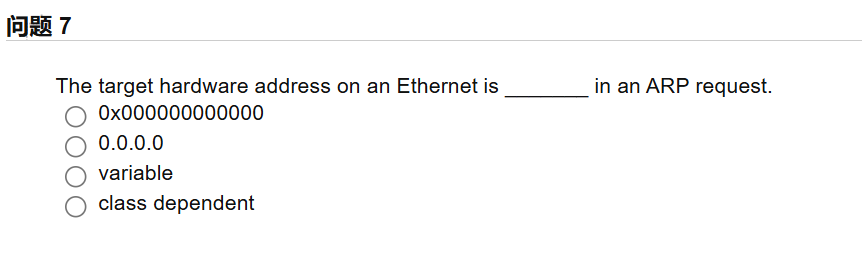 问题 7
The target hardware address on an Ethernet is ________ in an ARP request.
0x000000000000
0.0.0.0
variable
class dependent